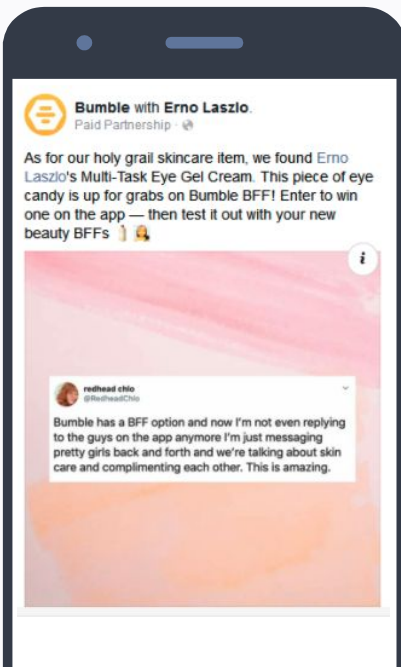 Bumble with Erno Laszlo.
Paid Partnership ·
As for our holy grail skincare item, we found Erno
Laszlo's Multi-Task Eye Gel Cream. This piece of eye
candy is up for grabs on Bumble BFF! Enter to win
one on the app — then test it out with your new
beauty BFFs 🧴 💆‍♀️
i
redhead chlo
@RedheadChlo
Bumble has a BFF option and now I'm not even replying
to the guys on the app anymore I'm just messaging
pretty girls back and forth and we're talking about skin
care and complimenting each other. This is amazing.